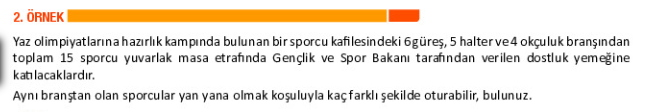 2. ÖRNEK
Yaz olimpiyatlarına hazırlık kampında bulunan bir sporcu kafilesindeki 6 güreş, 5 halter ve 4 okçuluk branşından
toplam 15 sporcu yuvarlak masa etrafında Gençlik ve Spor Bakanı tarafından verilen dostluk yemeğine
katılacaklardır.
Aynı branştan olan sporcular yan yana olmak koşuluyla kaç farklı şekilde oturabilir, bulunuz.